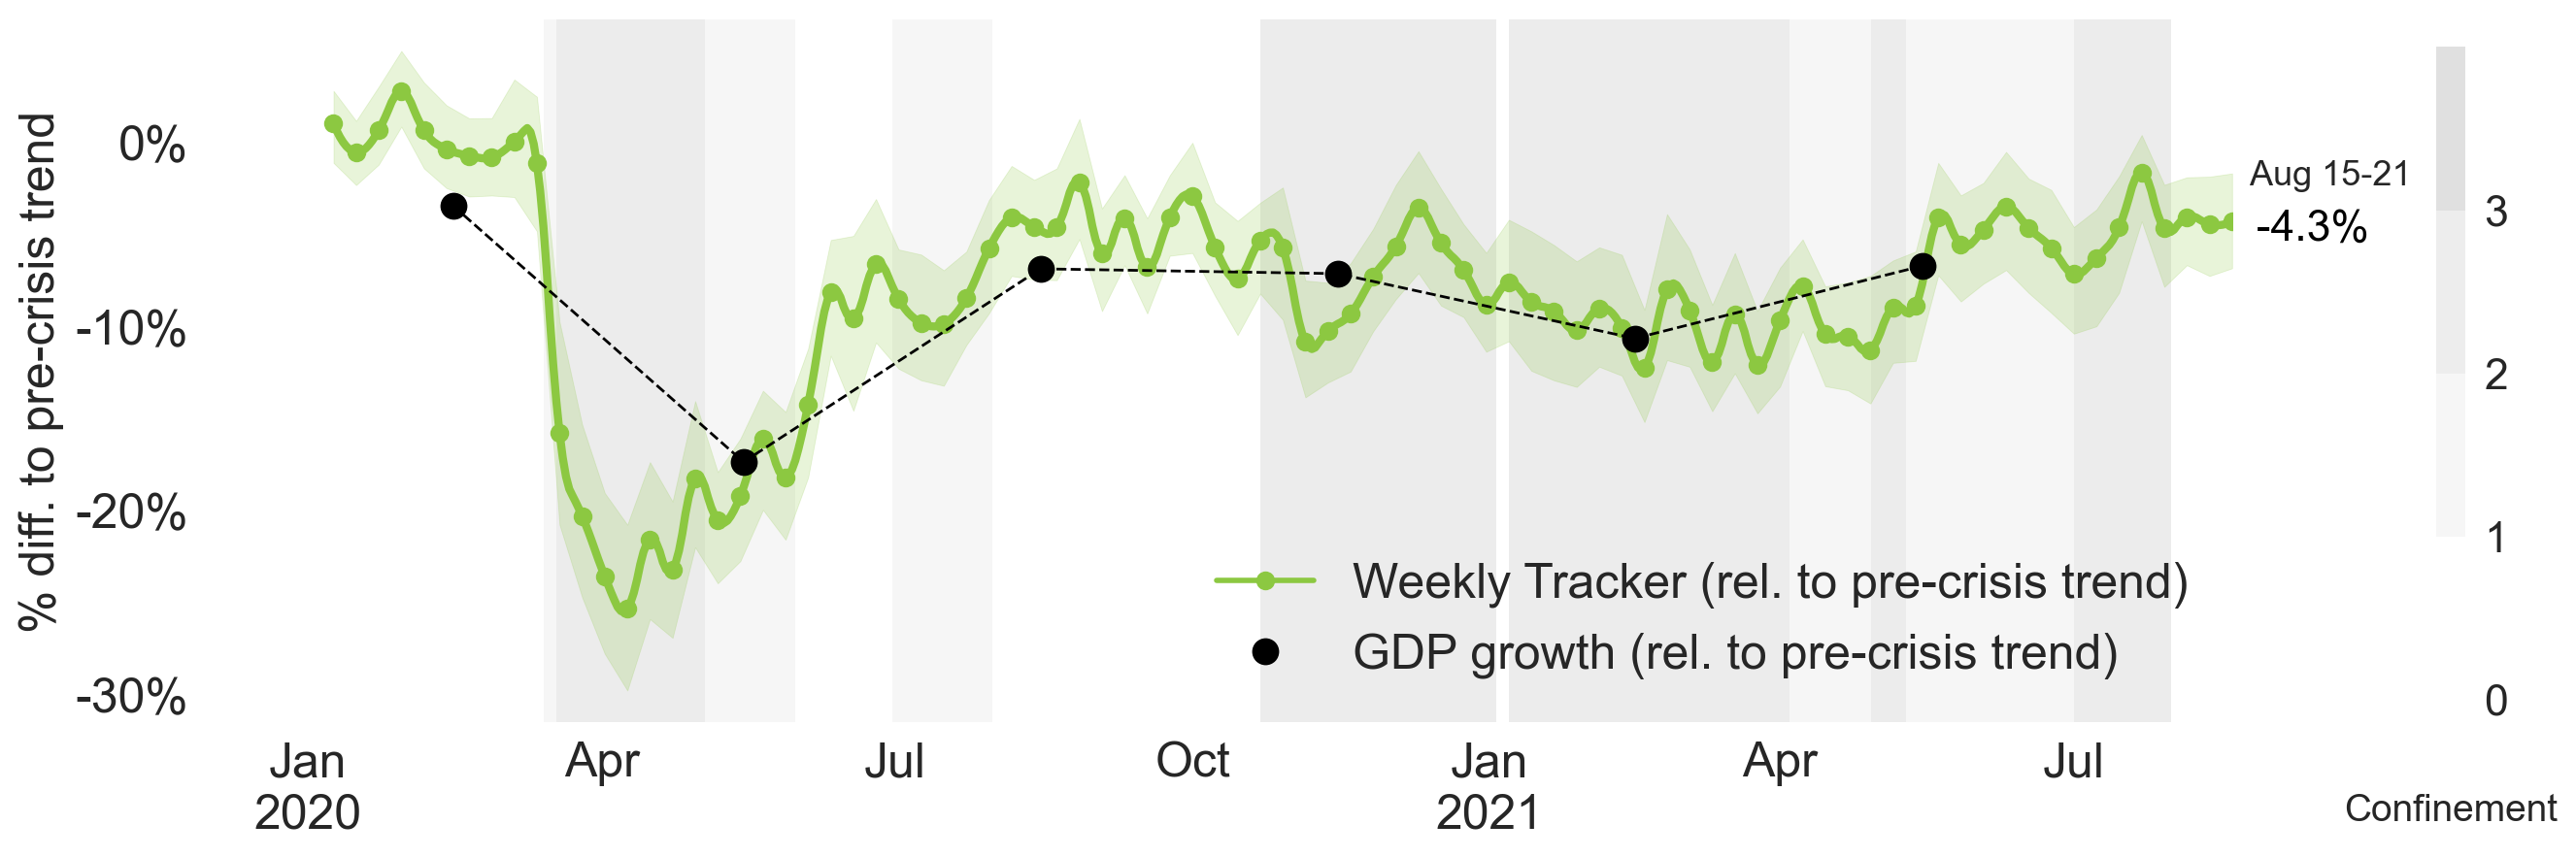 % diff. to pre-crisis trend
0%
-10%
-20%
-30%
Jan
2020
Apr
Jul
Oct
Jan
2021
Apr
Jul
Weekly Tracker (rel. to pre-crisis trend)
GDP growth (rel. to pre-crisis trend)
Aug 15-21
-4.3%
3
2
1
0
Confinement